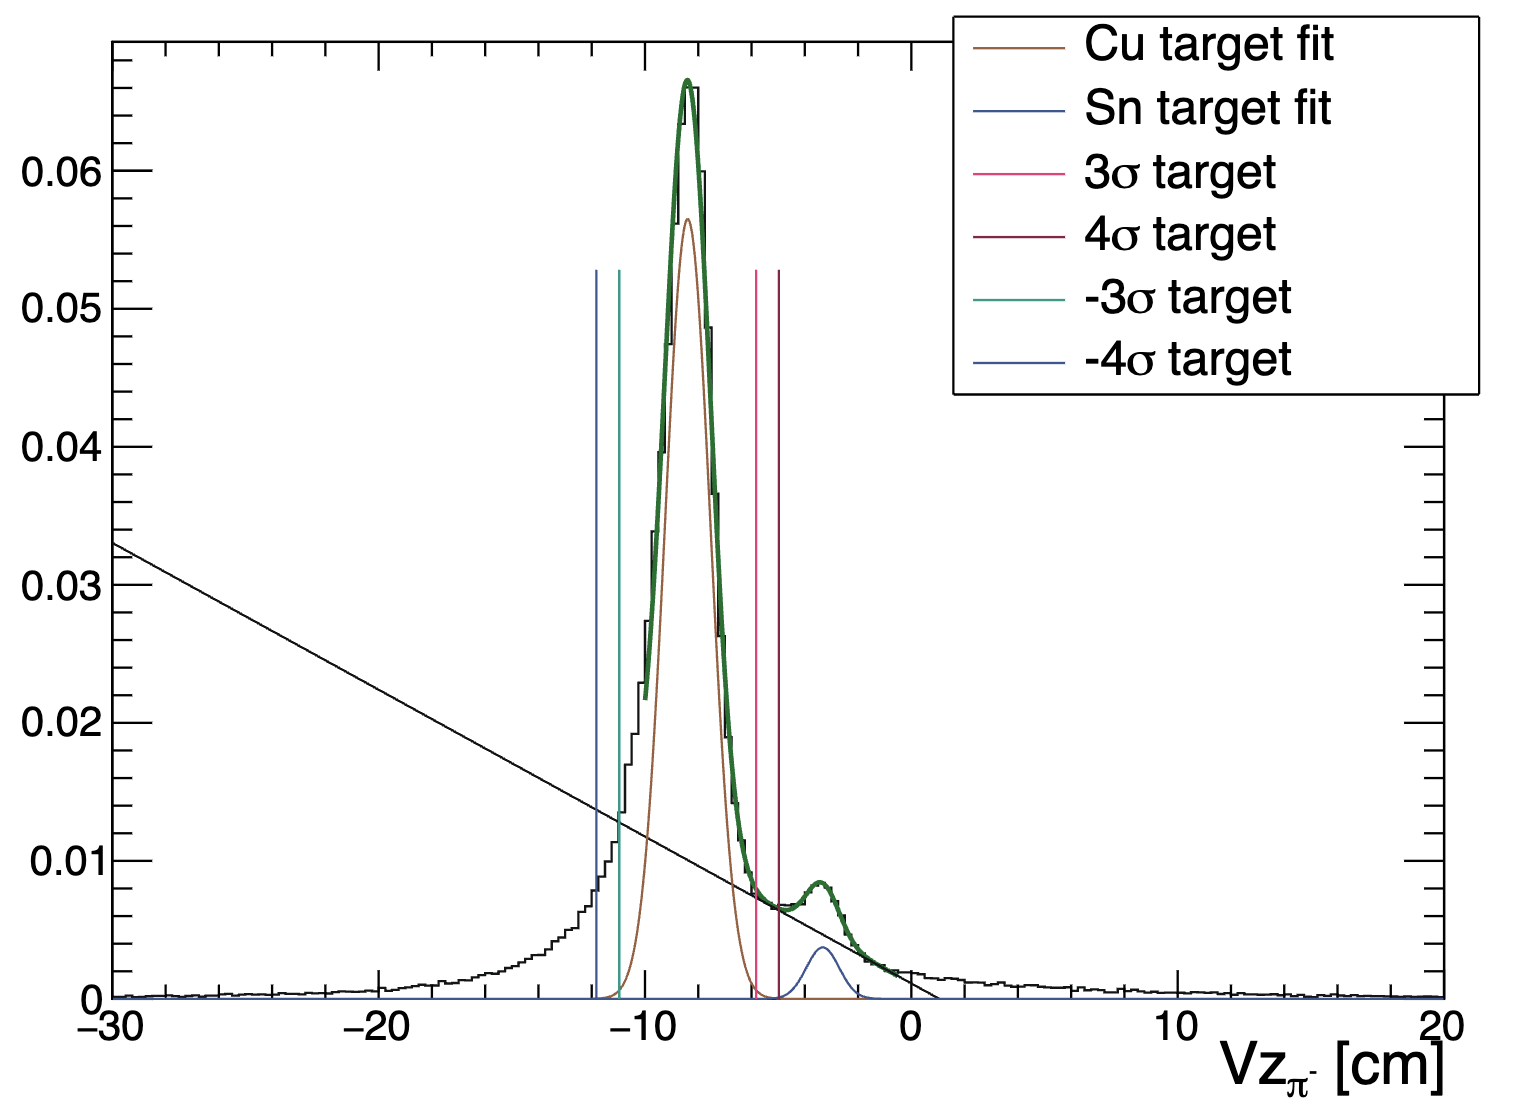 Cu target fit
Sn target fit
3σ target
4σ target
-3σ target
-4σ target
0.06
0.05
0.04
0.03
0.02
0.01
0
−30 −20 −10 0 10 20
Vz_π⁻ [cm]